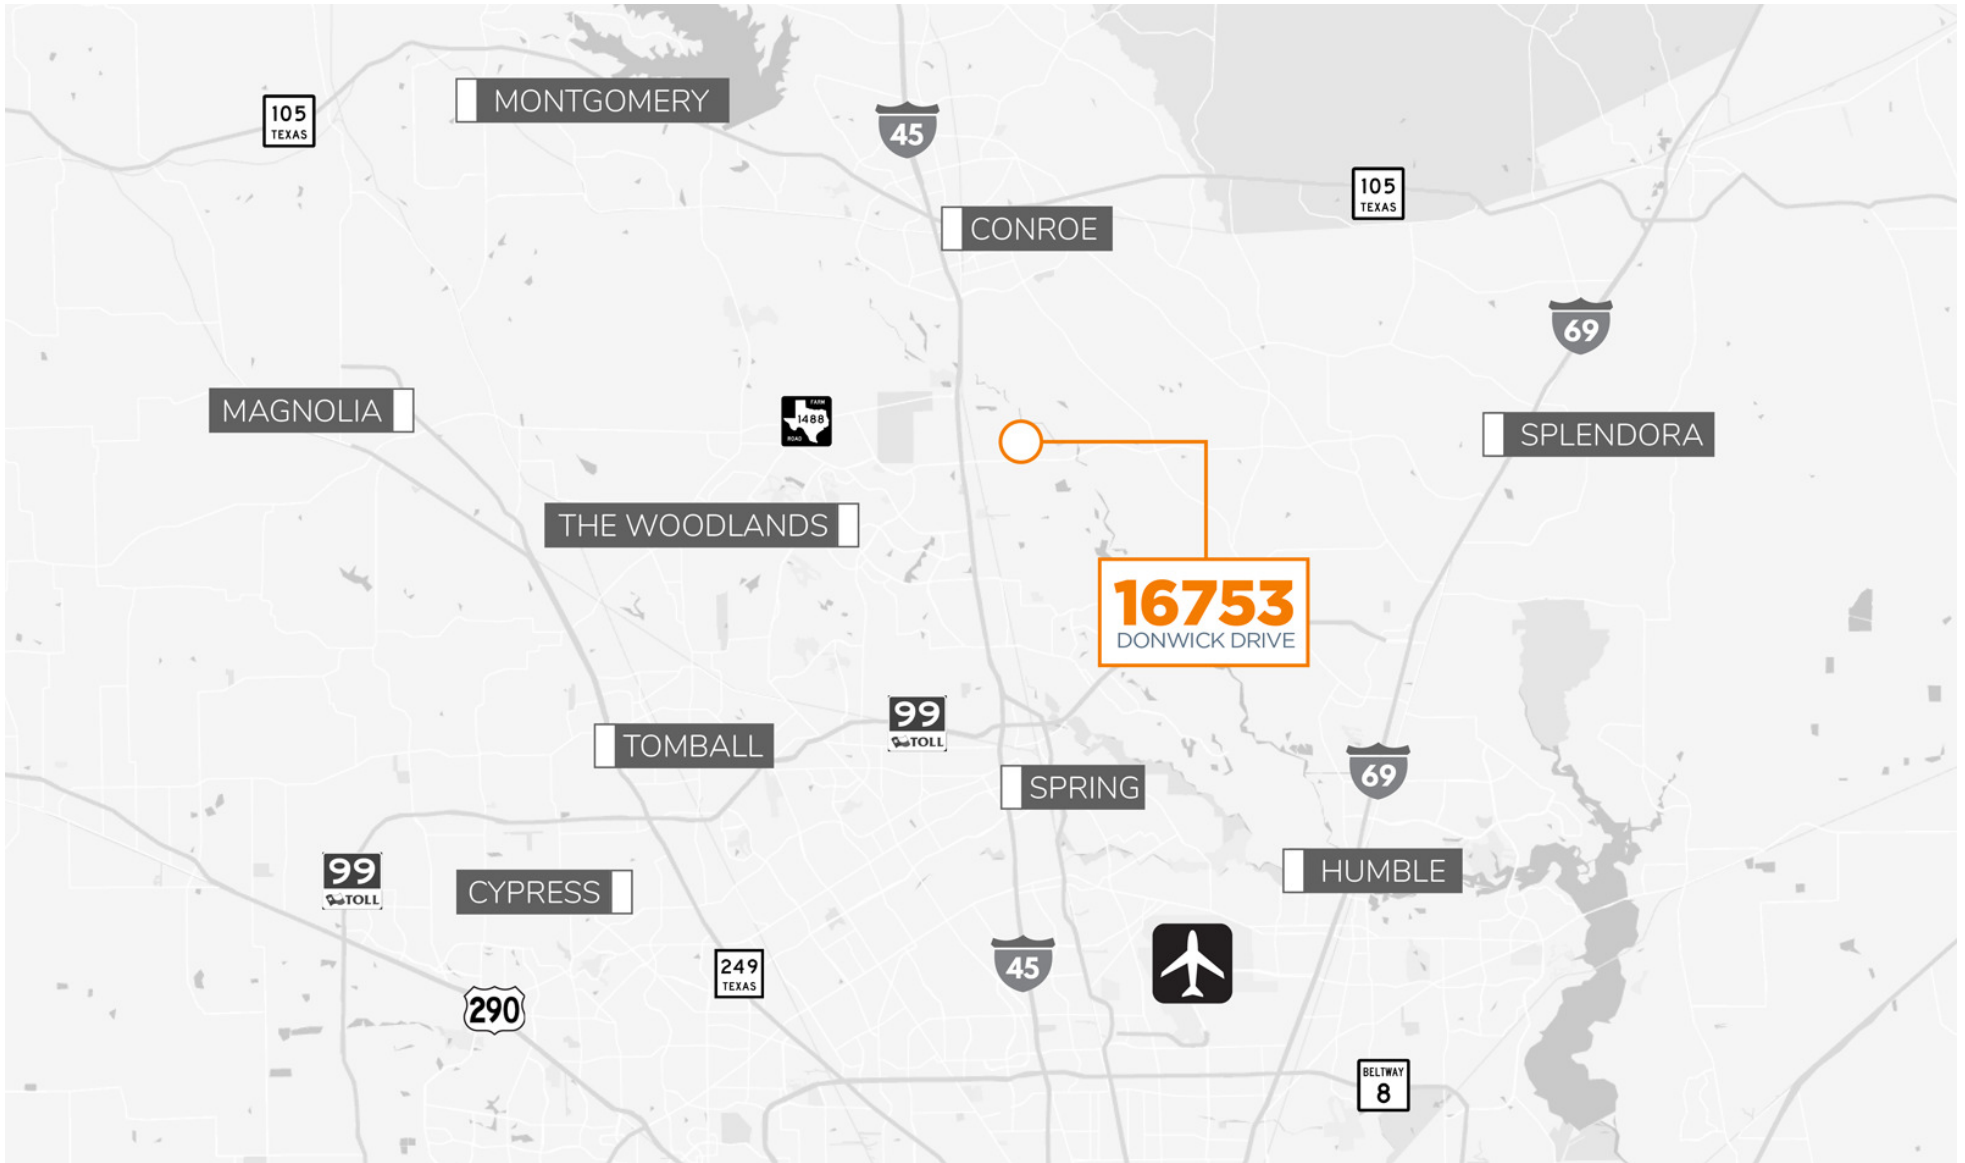 MONTGOMERY
105
TEXAS
45
105
TEXAS
CONROE
69
MAGNOLIA
FARM
1488
ROAD
SPLENDORA
THE WOODLANDS
16753
DONWICK DRIVE
99
TOLL
TOMBALL
69
SPRING
99
TOLL
CYPRESS
HUMBLE
249
TEXAS
45
290
BELTWAY
8